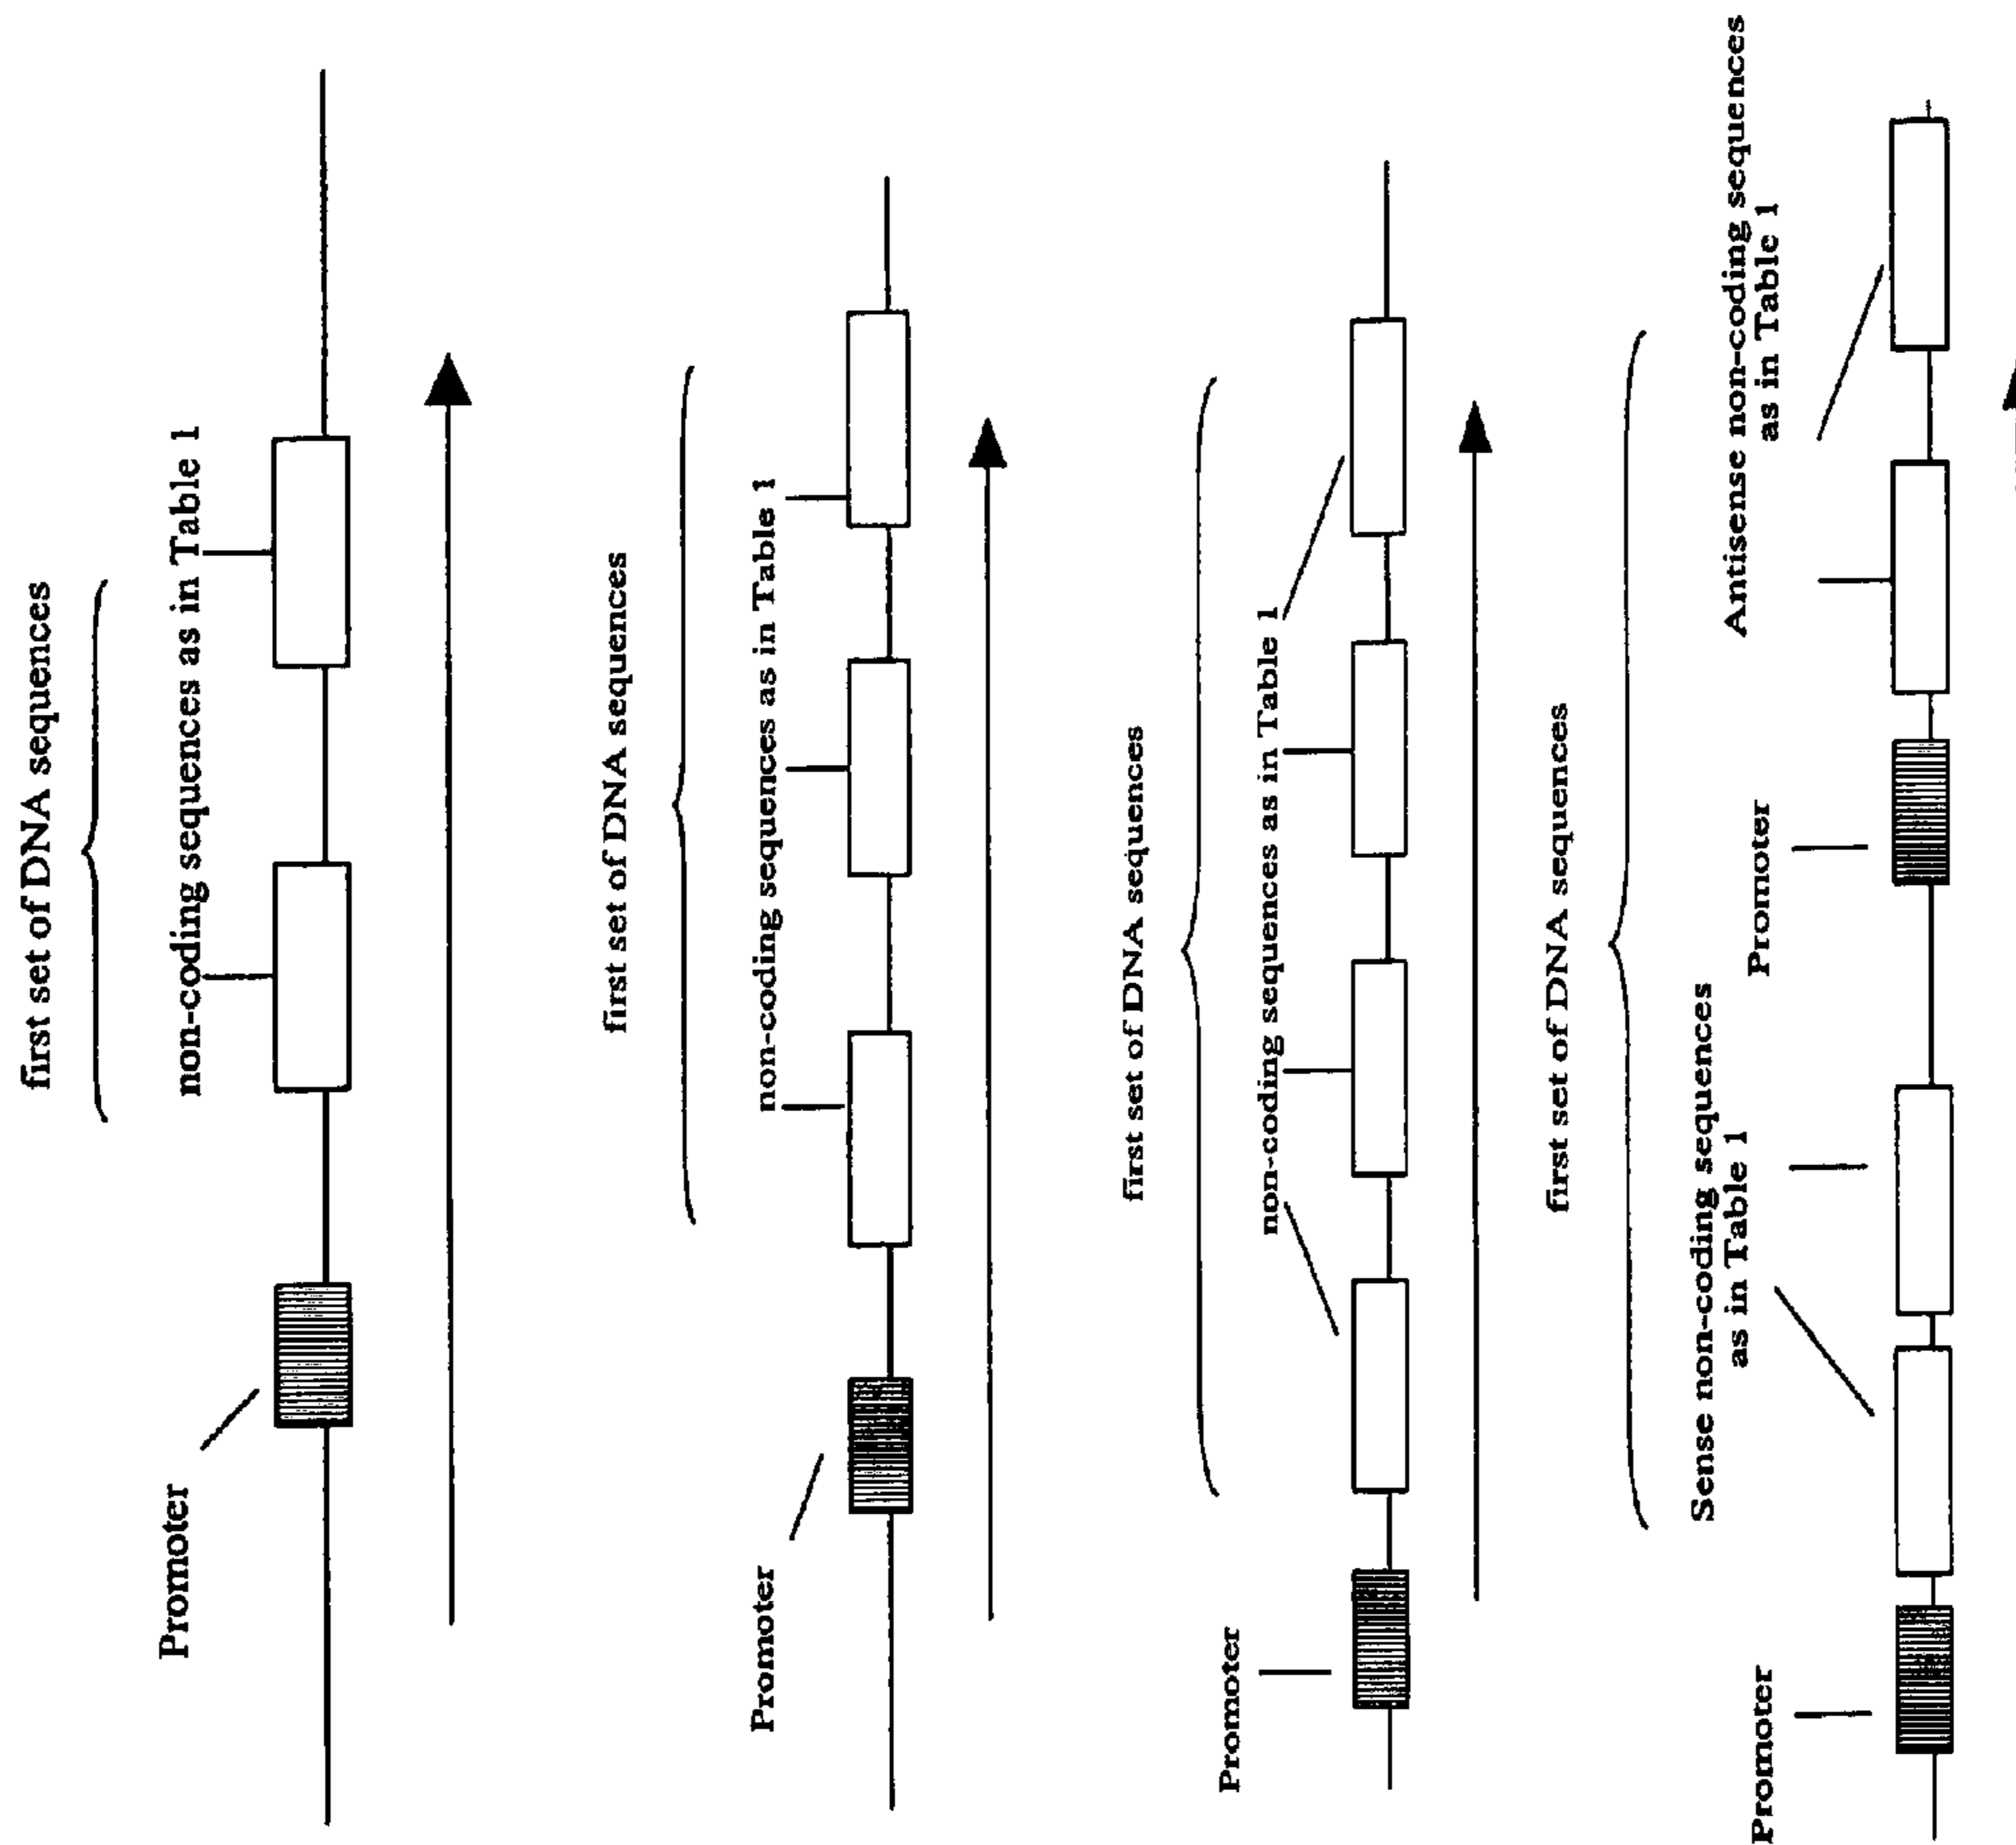 first set of DNA sequences
non-coding sequences as in Table 1
Promoter
first set of DNA sequences
non-coding sequences as in Table 1
Promoter
first set of DNA sequences
non-coding sequences as in Table 1
Promoter
first set of DNA sequences
Sense non-coding sequences
as in Table 1
Antisense non-coding sequences
as in Table 1
Promoter
Promoter